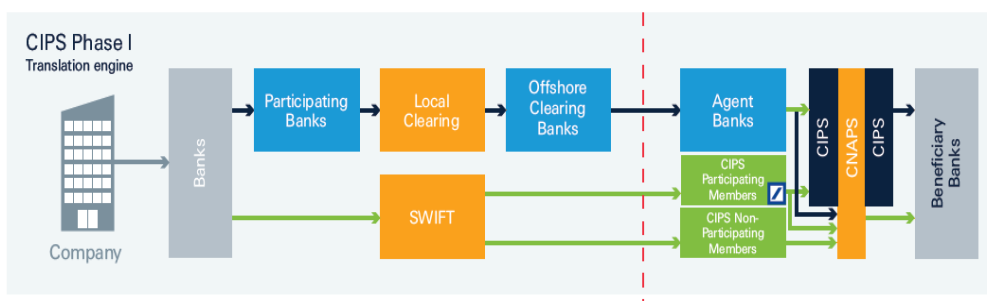 CIPS Phase I
Translation engine
Company
Banks
Participating
Banks
Local
Clearing
Offshore
Clearing
Banks
SWIFT
Agent
Banks
CIPS
Participating
Members
CIPS Non-
Participating
Members
CIPS
CNAPS
CIPS
Beneficiary
Banks